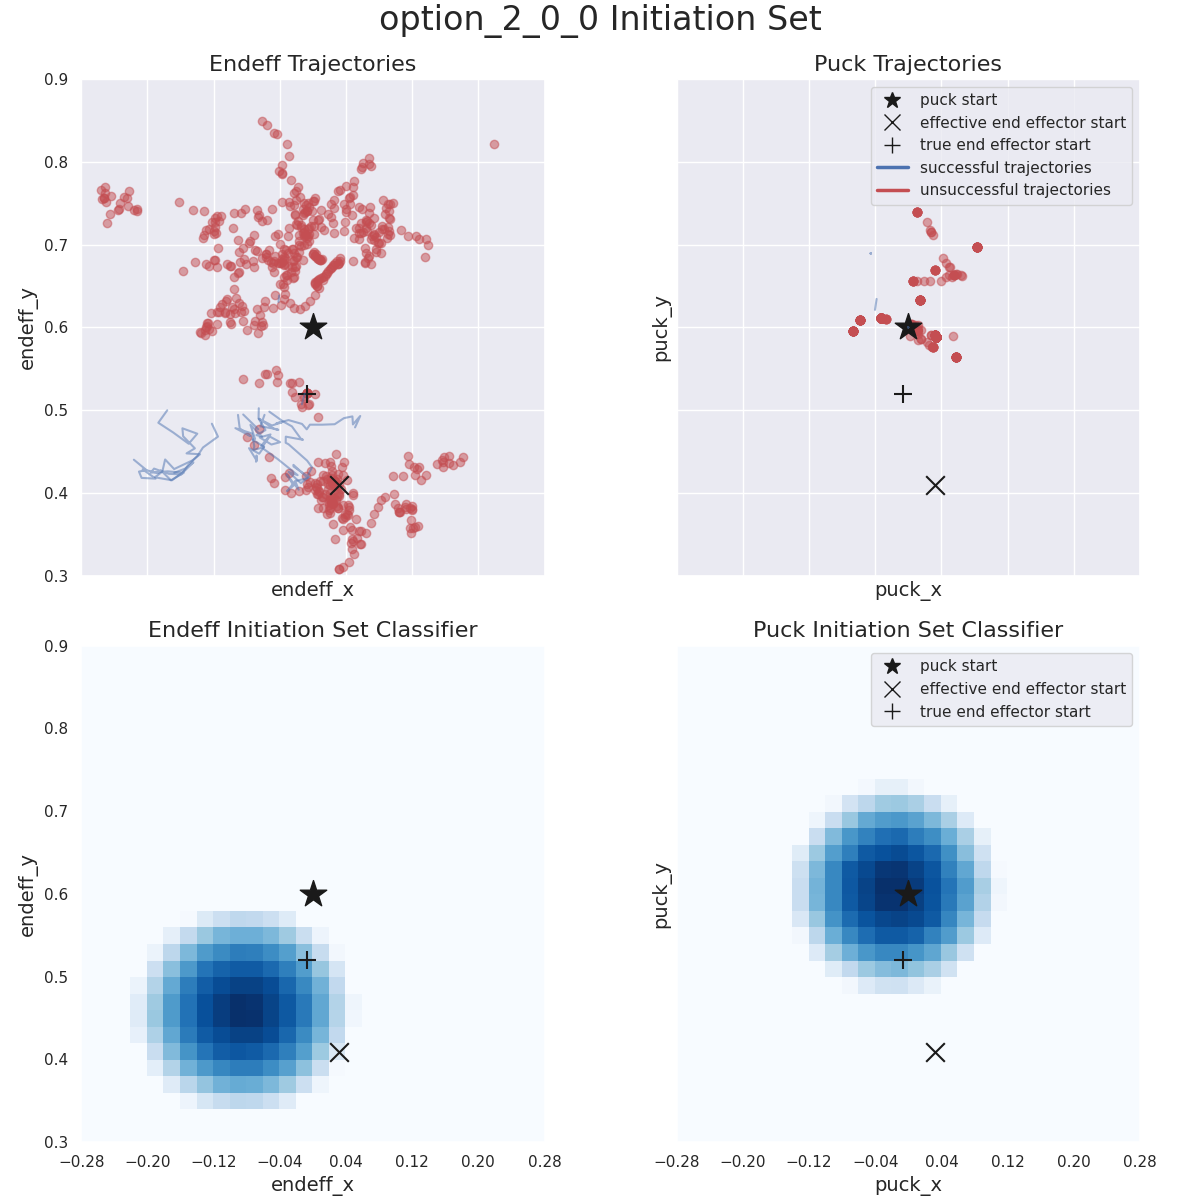 option_2_0_0 Initiation Set
Endeff Trajectories
0.9
0.8
0.7
0.6
0.5
0.4
0.3
endeff_y
endeff_x
Puck Trajectories
puck start
effective end effector start
true end effector start
successful trajectories
unsuccessful trajectories
puck_y
puck_x
Endeff Initiation Set Classifier
0.9
0.8
0.7
0.6
0.5
0.4
0.3
endeff_y
−0.28 −0.20 −0.12 −0.04 0.04 0.12 0.20 0.28
endeff_x
Puck Initiation Set Classifier
puck start
effective end effector start
true end effector start
puck_y
−0.28 −0.20 −0.12 −0.04 0.04 0.12 0.20 0.28
puck_x